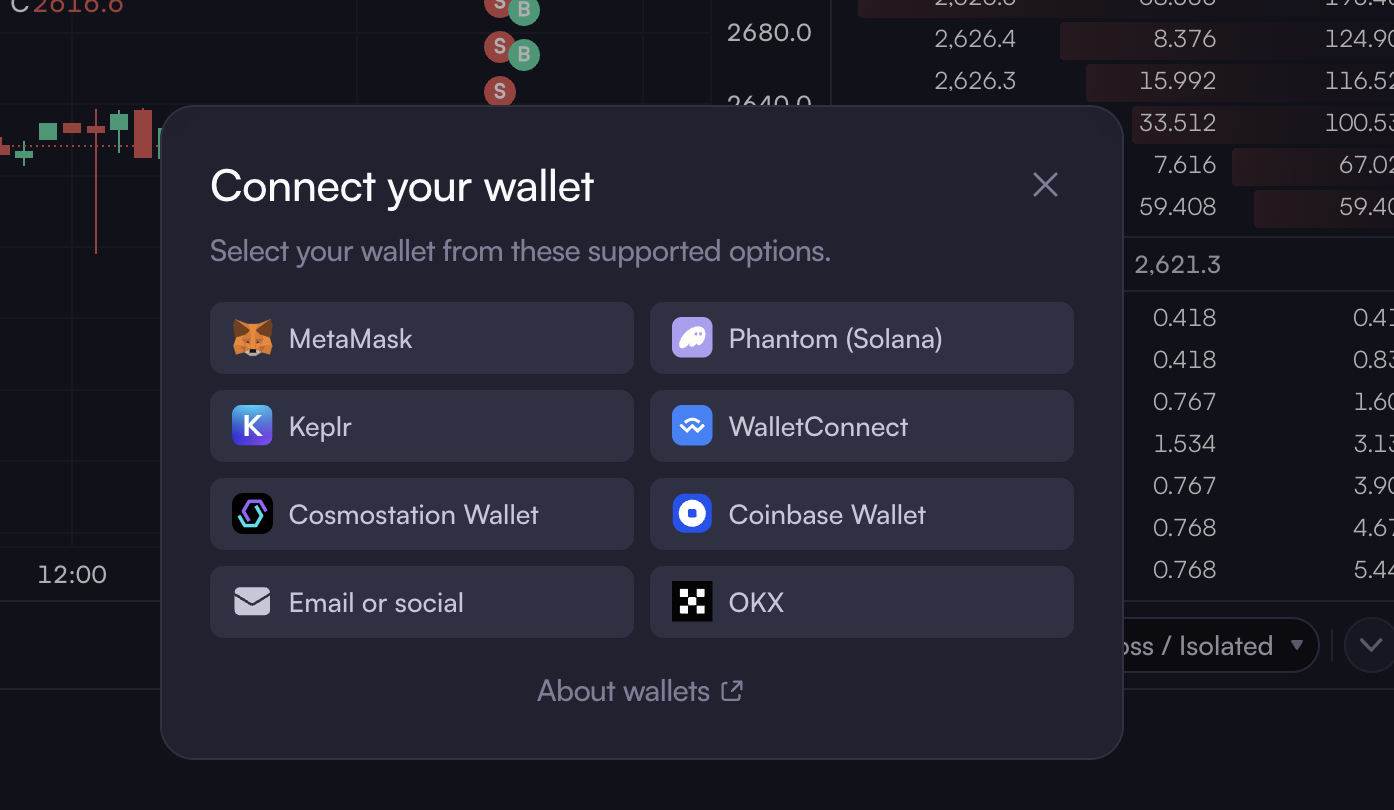 C2616.6
S B
2680.0
S B
2,626.4 8.376 124.90
2,626.3 15.992 116.52
S
2640.0
33.512 100.53
7.616 67.02
59.408 59.40
Connect your wallet
Select your wallet from these supported options.
2,621.3
MetaMask
Phantom (Solana)
0.418 0.41
0.418 0.83
K Keplr
WalletConnect
0.767 1.60
1.534 3.13
Cosmostation Wallet
Coinbase Wallet
0.767 3.90
0.768 4.67
12:00
0.768 5.44
Email or social
OKX
oss / Isolated
About wallets